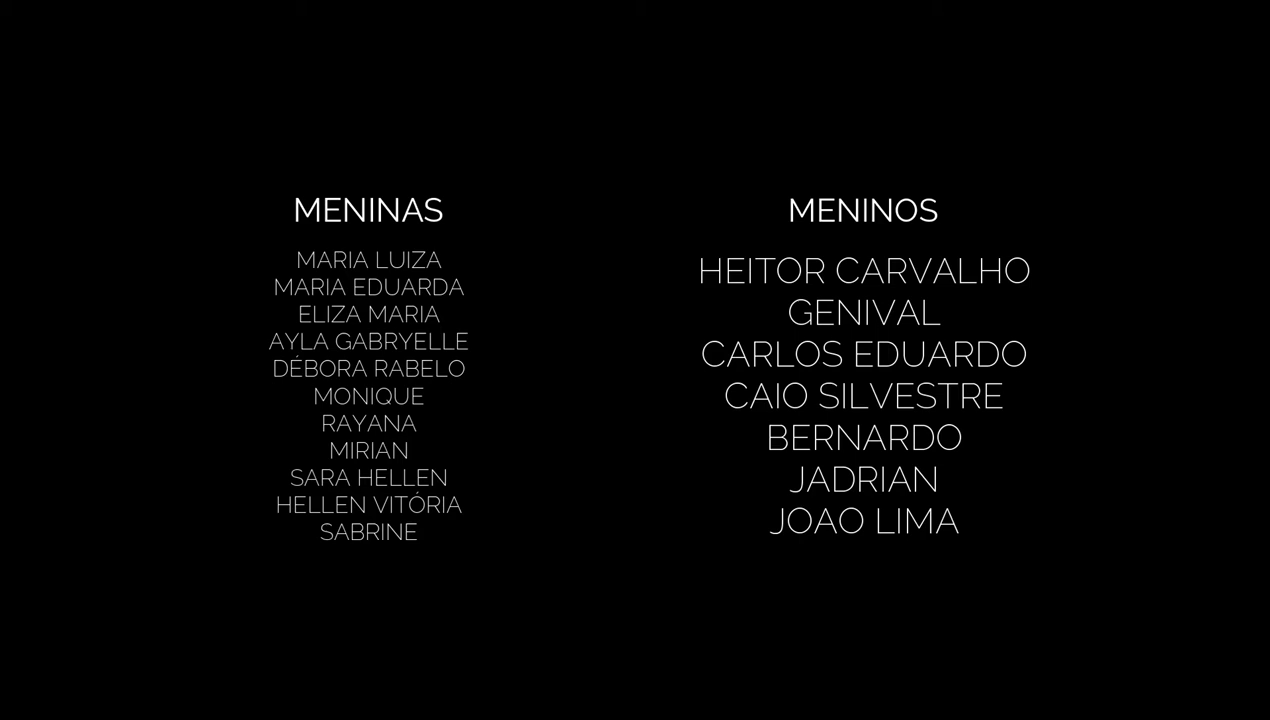 MENINAS
MARIA LUIZA
MARIA EDUARDA
ELIZA MARIA
AYLA GABRYELLE
DÉBORA RABELO
MONIQUE
RAYANA
MIRIAN
SARA HELLEN
HELLEN VITÓRIA
SABRINE
MENINOS
HEITOR CARVALHO
GENIVAL
CARLOS EDUARDO
CAIO SILVESTRE
BERNARDO
JADRIAN
JOAO LIMA